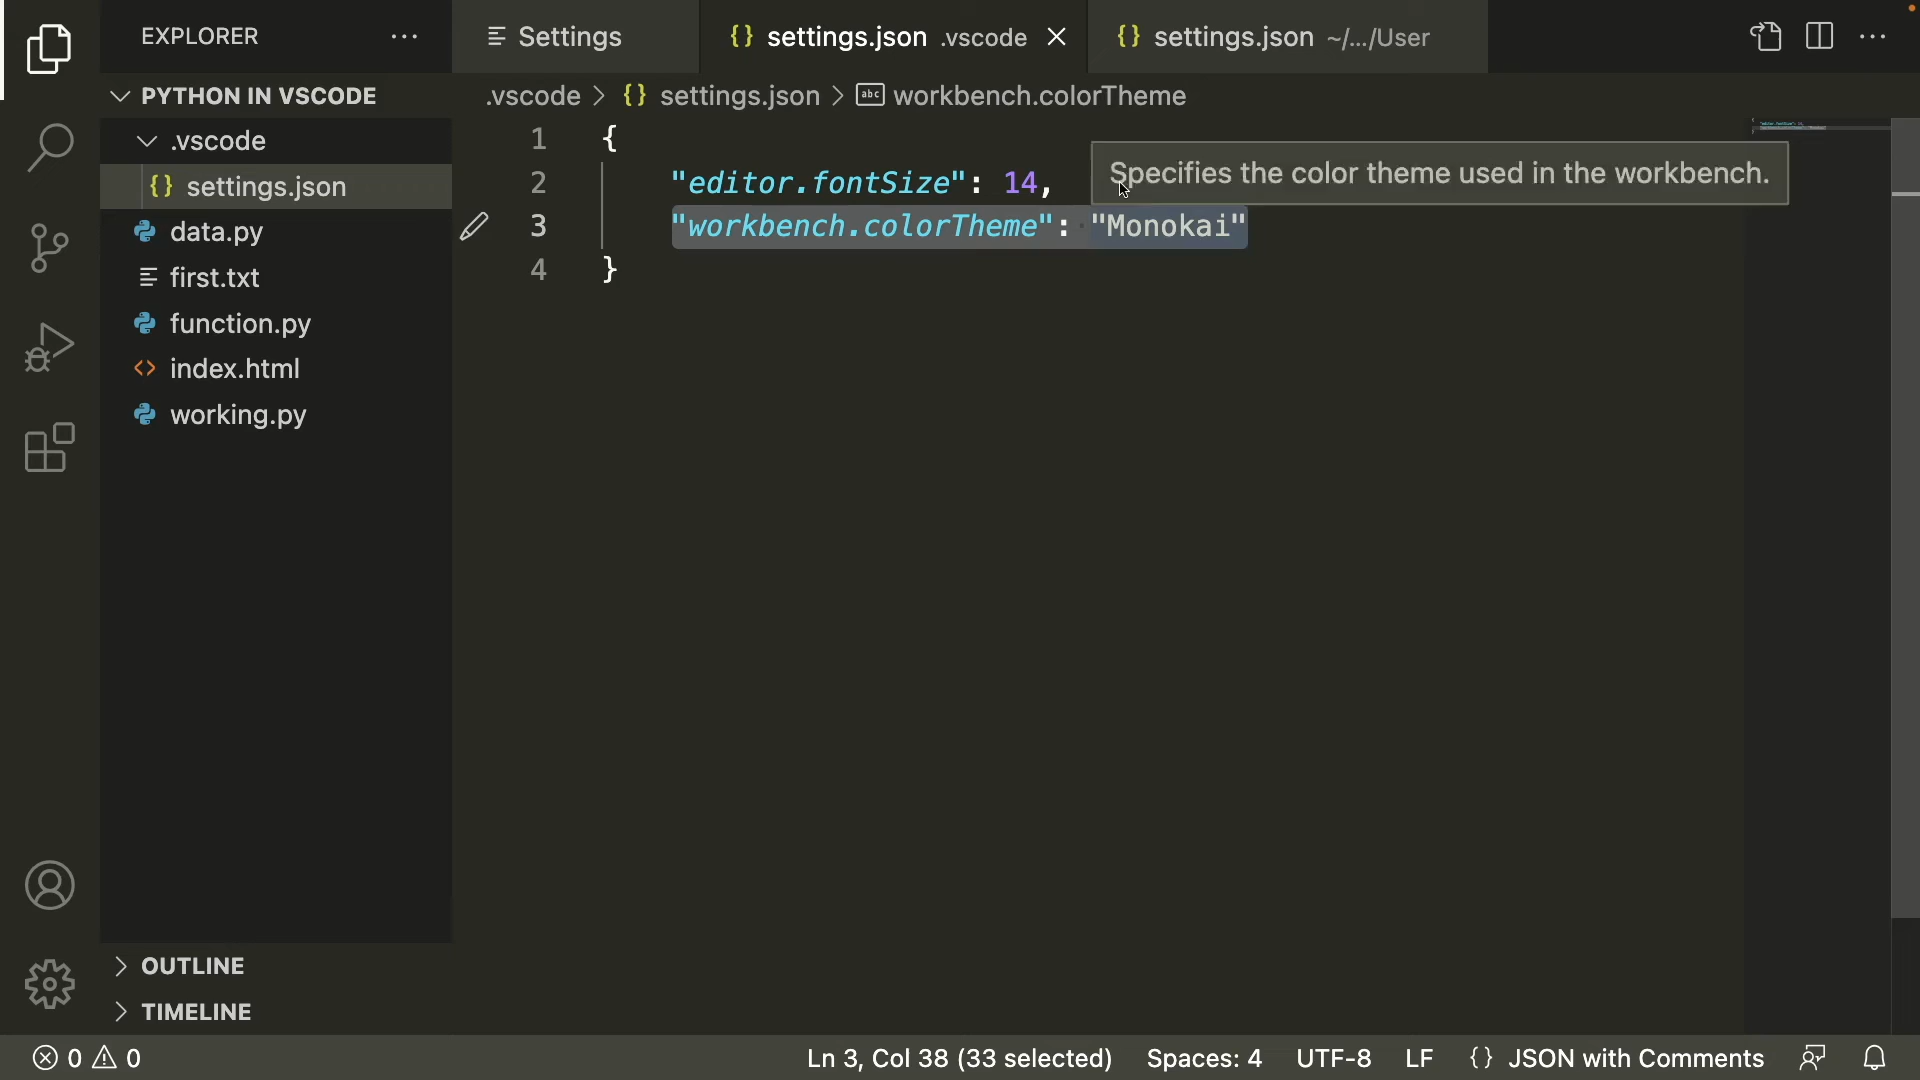 EXPLORER
Settings
settings.json .vscode
settings.json ~/.../User
PYTHON IN VSCODE
.vscode > {} settings.json > abc workbench.colorTheme
.vscode
settings.json
data.py
first.txt
function.py
index.html
working.py
1 {
2 "editor.fontSize": 14,
Specifies the color theme used in the workbench.
3 "workbench.colorTheme": "Monokai"
4 }
OUTLINE
TIMELINE
0 0
Ln 3, Col 38 (33 selected) Spaces: 4 UTF-8 LF {} JSON with Comments